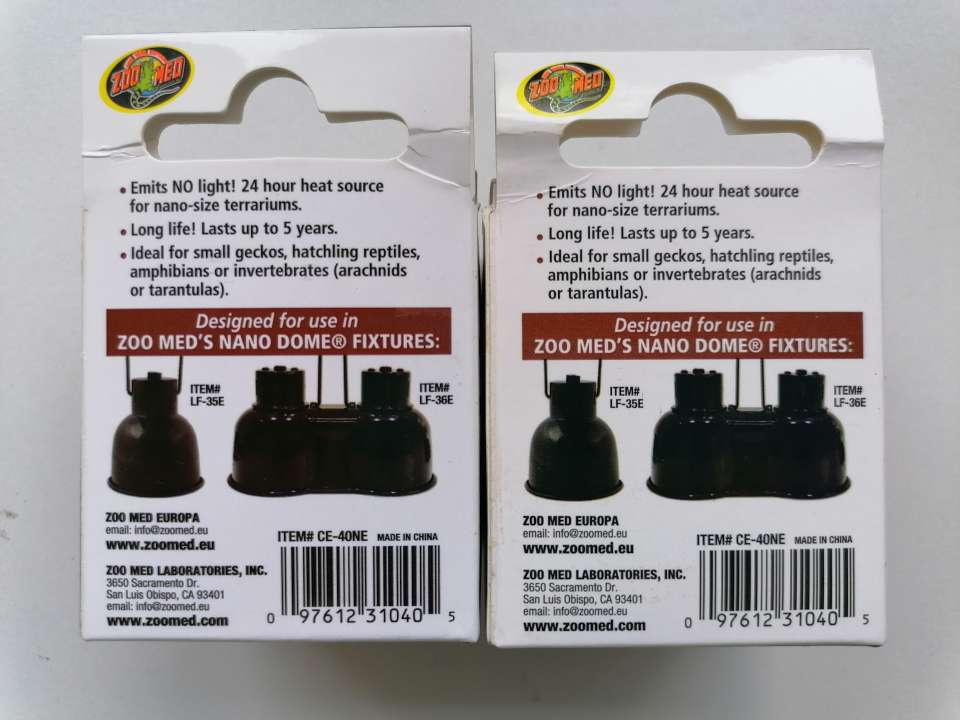 ZOO MED
• Emits NO light! 24 hour heat source
for nano-size terrariums.
• Long life! Lasts up to 5 years.
• Ideal for small geckos, hatchling reptiles,
amphibians or invertebrates (arachnids
or tarantulas).
Designed for use in
ZOO MED'S NANO DOME® FIXTURES:
ITEM#
LF-35E
ITEM#
LF-36E
ZOO MED EUROPA
email: info@zoomed.eu
www.zoomed.eu
ITEM# CE-40NE MADE IN CHINA
ZOO MED LABORATORIES, INC.
3650 Sacramento Dr.
San Luis Obispo, CA 93401
email: info@zoomed.eu
www.zoomed.com
0 97612 31040 5
ZOO MED
• Emits NO light! 24 hour heat source
for nano-size terrariums.
• Long life! Lasts up to 5 years.
• Ideal for small geckos, hatchling reptiles,
amphibians or invertebrates (arachnids
or tarantulas).
Designed for use in
ZOO MED'S NANO DOME® FIXTURES:
ITEM#
LF-35E
ITEM#
LF-36E
ZOO MED EUROPA
email: info@zoomed.eu
www.zoomed.eu
ITEM# CE-40NE MADE IN CHINA
ZOO MED LABORATORIES, INC.
3650 Sacramento Dr.
San Luis Obispo, CA 93401
email: info@zoomed.eu
www.zoomed.com
0 97612 31040 5